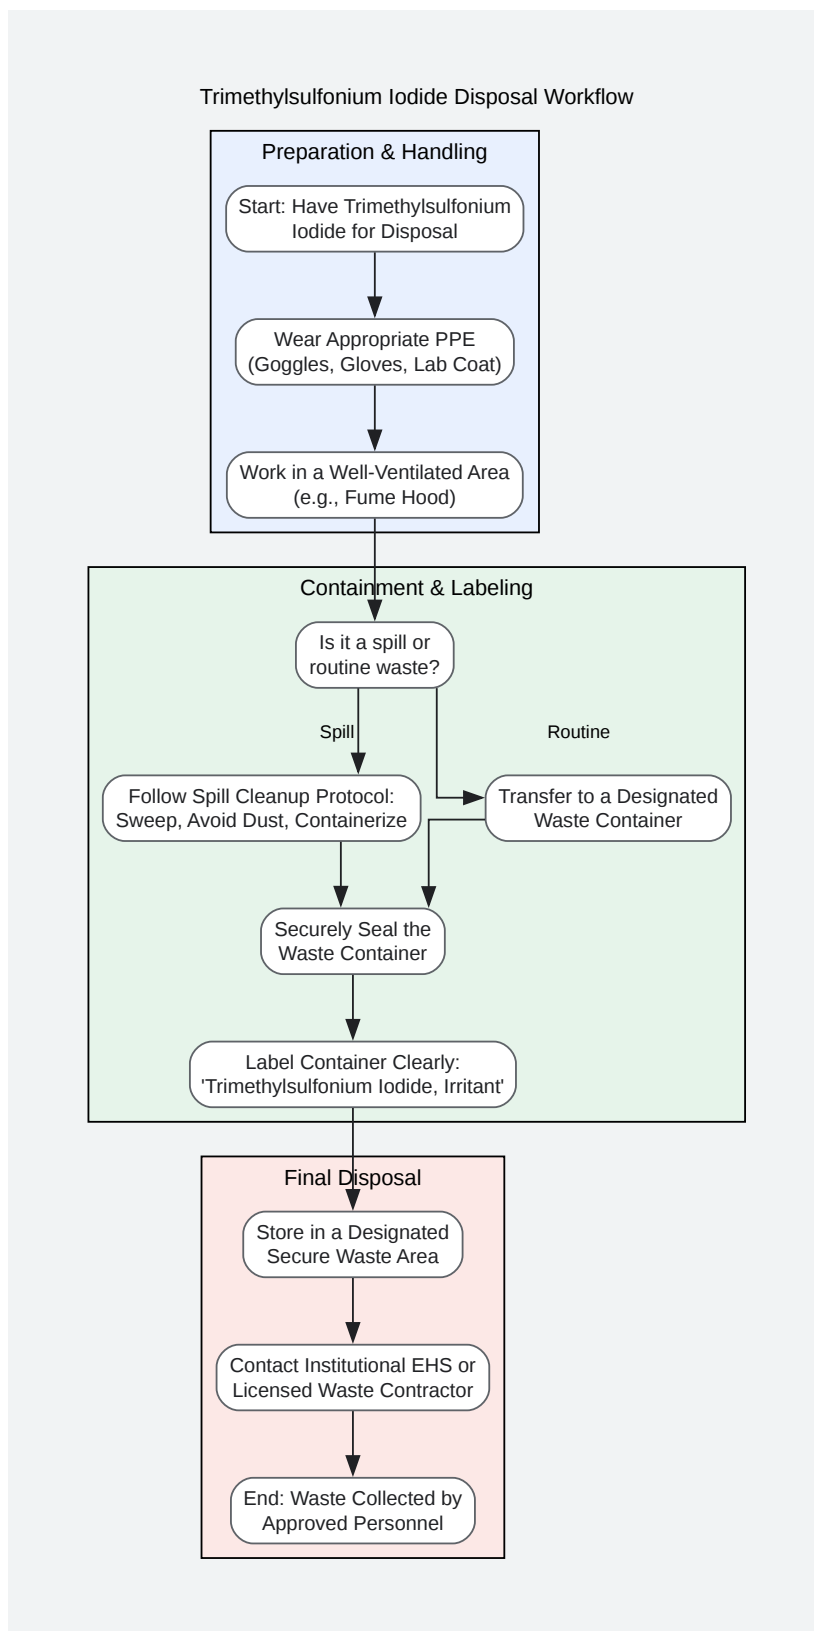 Trimethylsulfonium Iodide Disposal Workflow
Preparation & Handling
Start: Have Trimethylsulfonium
Iodide for Disposal
Wear Appropriate PPE
(Goggles, Gloves, Lab Coat)
Work in a Well-Ventilated Area
(e.g., Fume Hood)
Containment & Labeling
Is it a spill or
routine waste?
Spill
Routine
Follow Spill Cleanup Protocol:
Sweep, Avoid Dust, Containerize
Transfer to a Designated
Waste Container
Securely Seal the
Waste Container
Label Container Clearly:
'Trimethylsulfonium Iodide, Irritant'
Final Disposal
Store in a Designated
Secure Waste Area
Contact Institutional EHS or
Licensed Waste Contractor
End: Waste Collected by
Approved Personnel